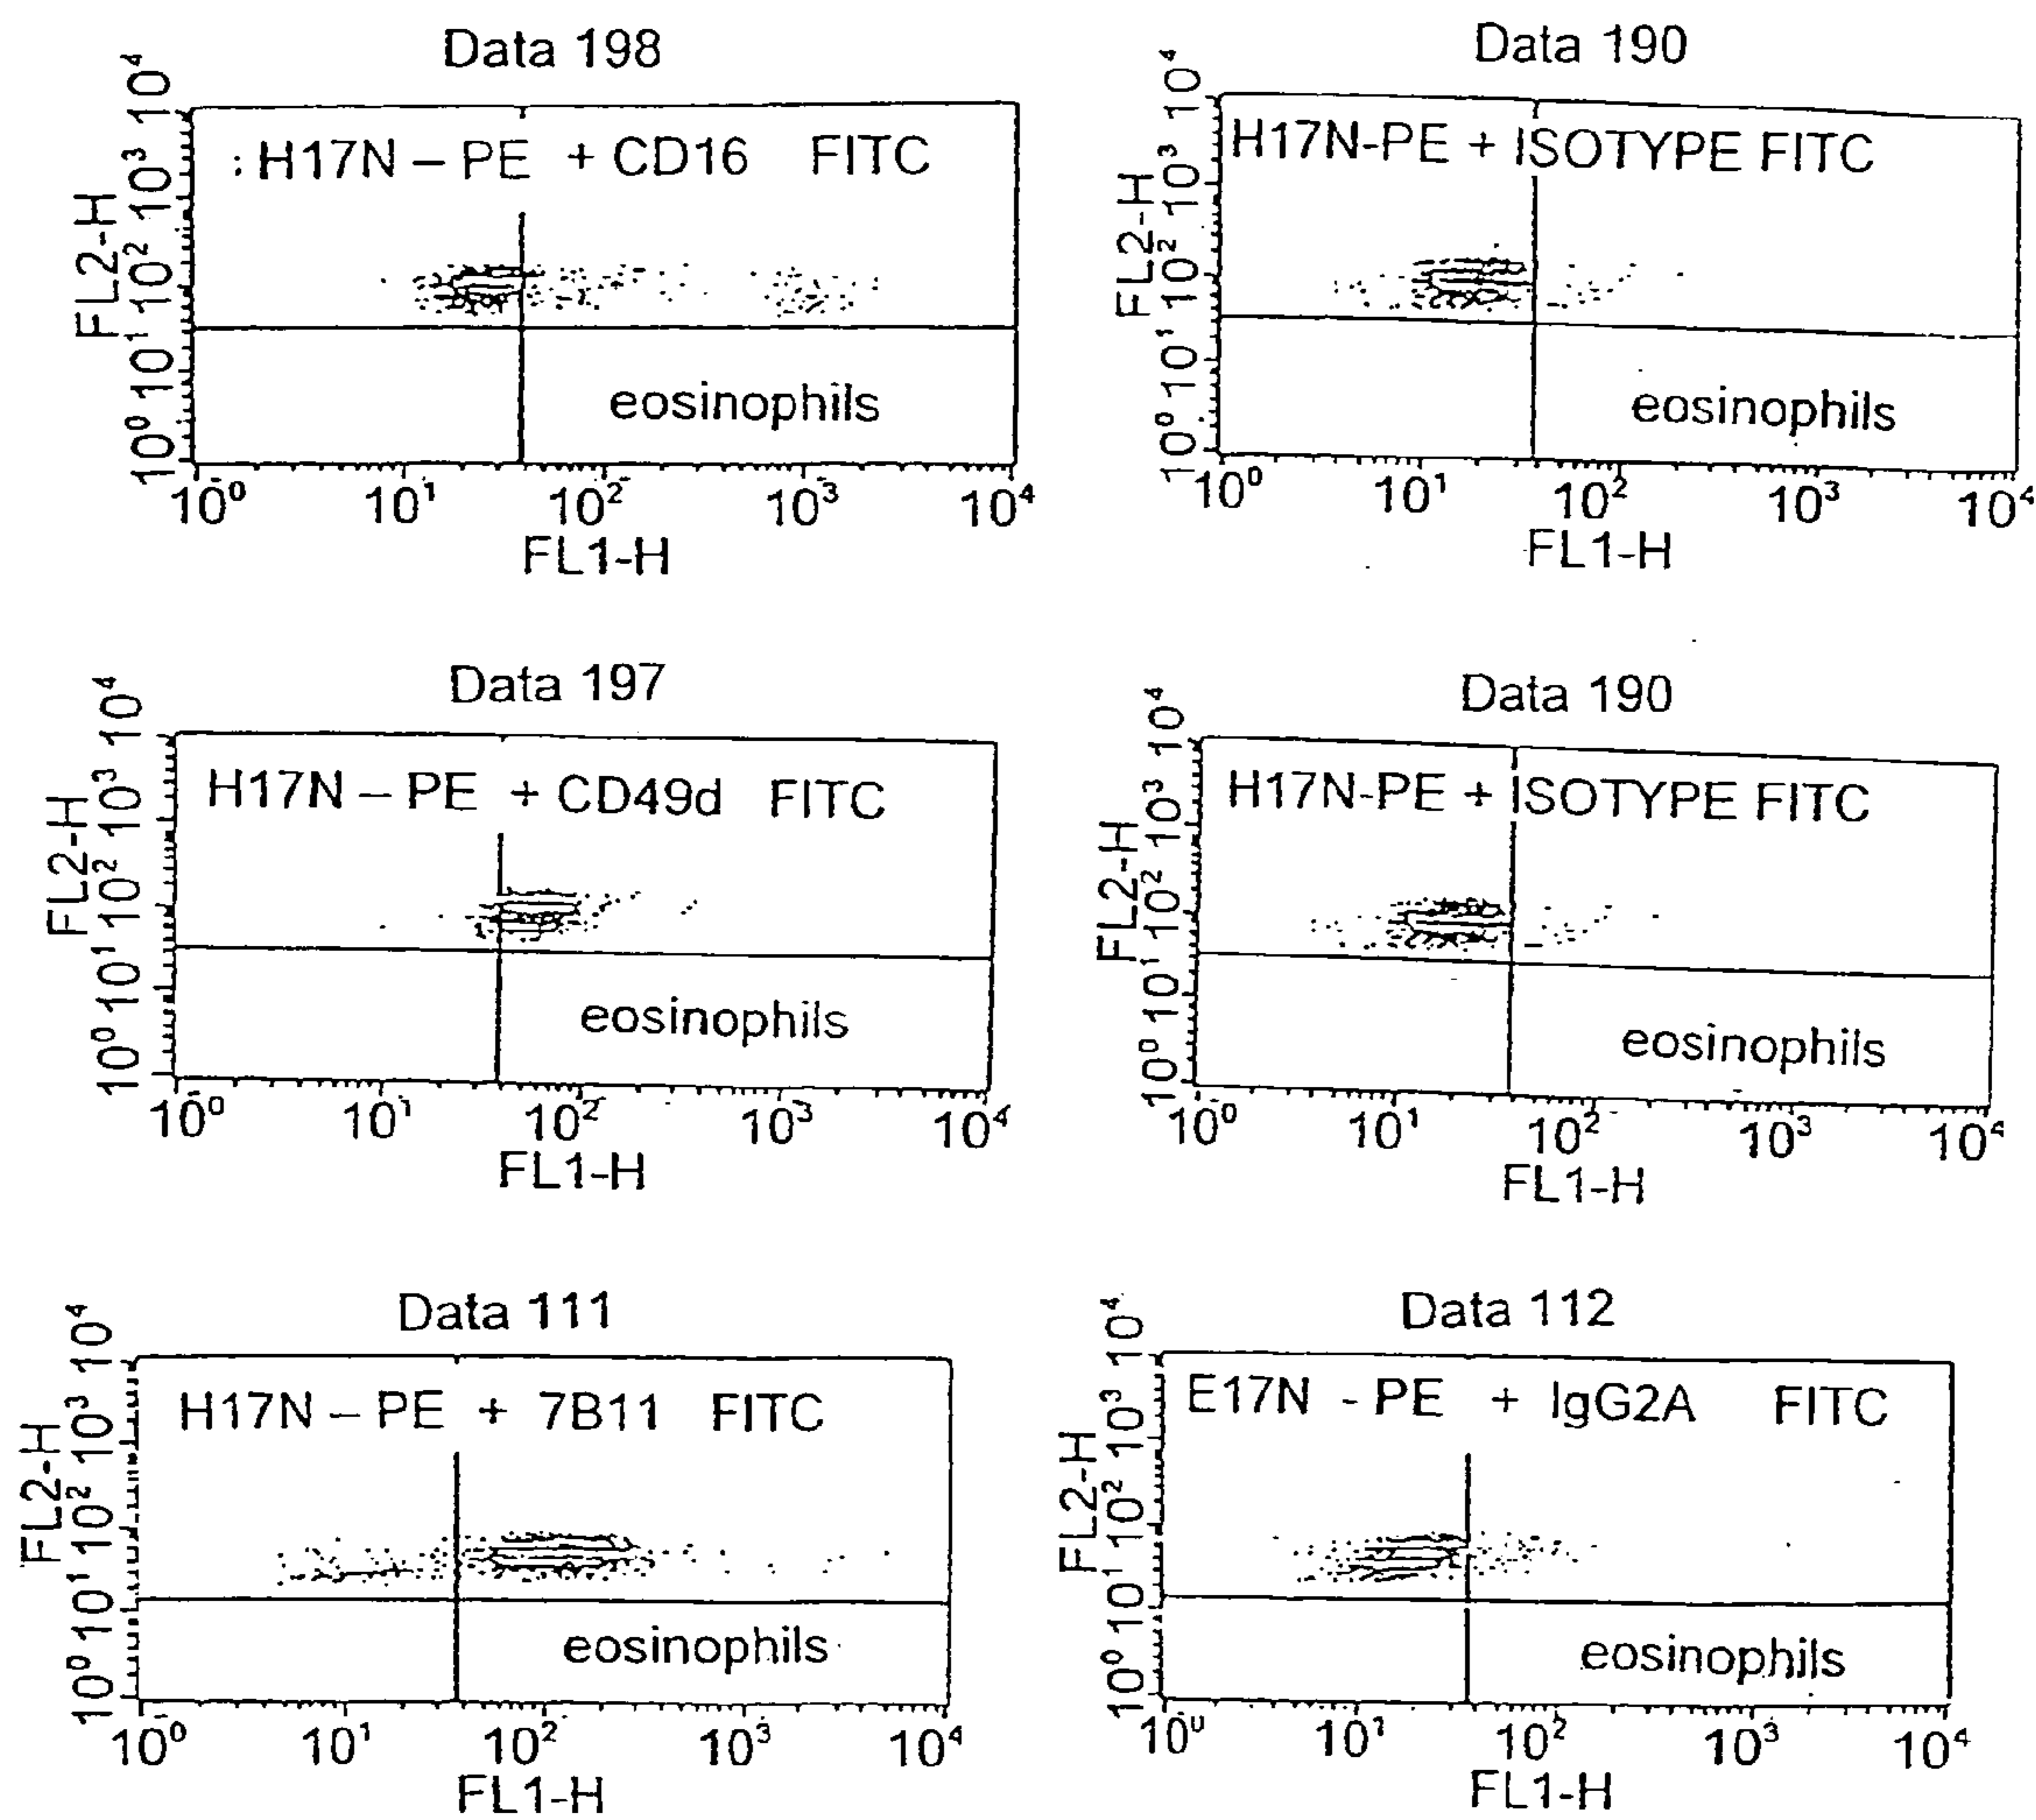 Data 198
10⁰ 10¹ 10² 10³ 10⁴
FL2-H
: H17N – PE + CD16 FITC
eosinophils
10⁰ 10¹ 10² 10³ 10⁴
FL1-H
Data 190
10⁰ 10¹ 10² 10³ 10⁴
FL2-H
H17N-PE + ISOTYPE FITC
eosinophils
10⁰ 10¹ 10² 10³ 10⁴
FL1-H
Data 197
10⁰ 10¹ 10² 10³ 10⁴
FL2-H
H17N – PE + CD49d FITC
eosinophils
10⁰ 10¹ 10² 10³ 10⁴
FL1-H
Data 190
10⁰ 10¹ 10² 10³ 10⁴
FL2-H
H17N-PE + ISOTYPE FITC
eosinophils
10⁰ 10¹ 10² 10³ 10⁴
FL1-H
Data 111
10⁰ 10¹ 10² 10³ 10⁴
FL2-H
H17N – PE + 7B11 FITC
eosinophils
10⁰ 10¹ 10² 10³ 10⁴
FL1-H
Data 112
10⁰ 10¹ 10² 10³ 10⁴
FL2-H
E17N - PE + IgG2A FITC
eosinophils
10⁰ 10¹ 10² 10³ 10⁴
FL1-H